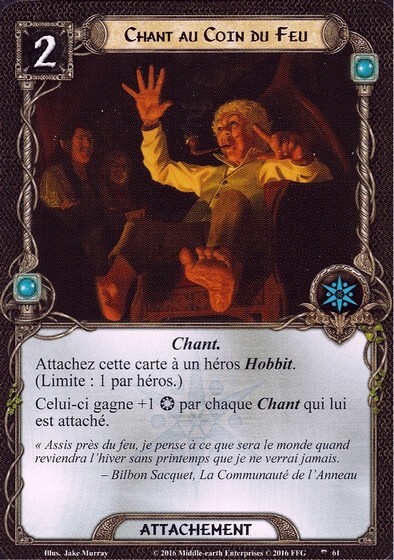 2
CHANT AU COIN DU FEU
Chant.
Attachez cette carte à un héros Hobbit.
(Limite : 1 par héros.)
Celui-ci gagne +1 par chaque Chant qui lui
est attaché.
« Assis près du feu, je pense à ce que sera le monde quand
reviendra l'hiver sans printemps que je ne verrai jamais.
– Bilbon Sacquet, La Communauté de l'Anneau
ATTACHEMENT
Illus. Jake Murray © 2016 Middle-earth Enterprises © 2016 FFG 61